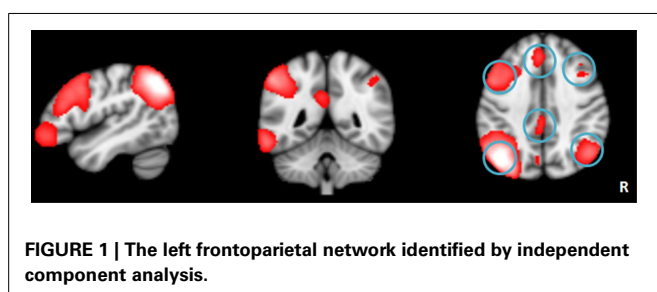 R
FIGURE 1 | The left frontoparietal network identified by independent
component analysis.